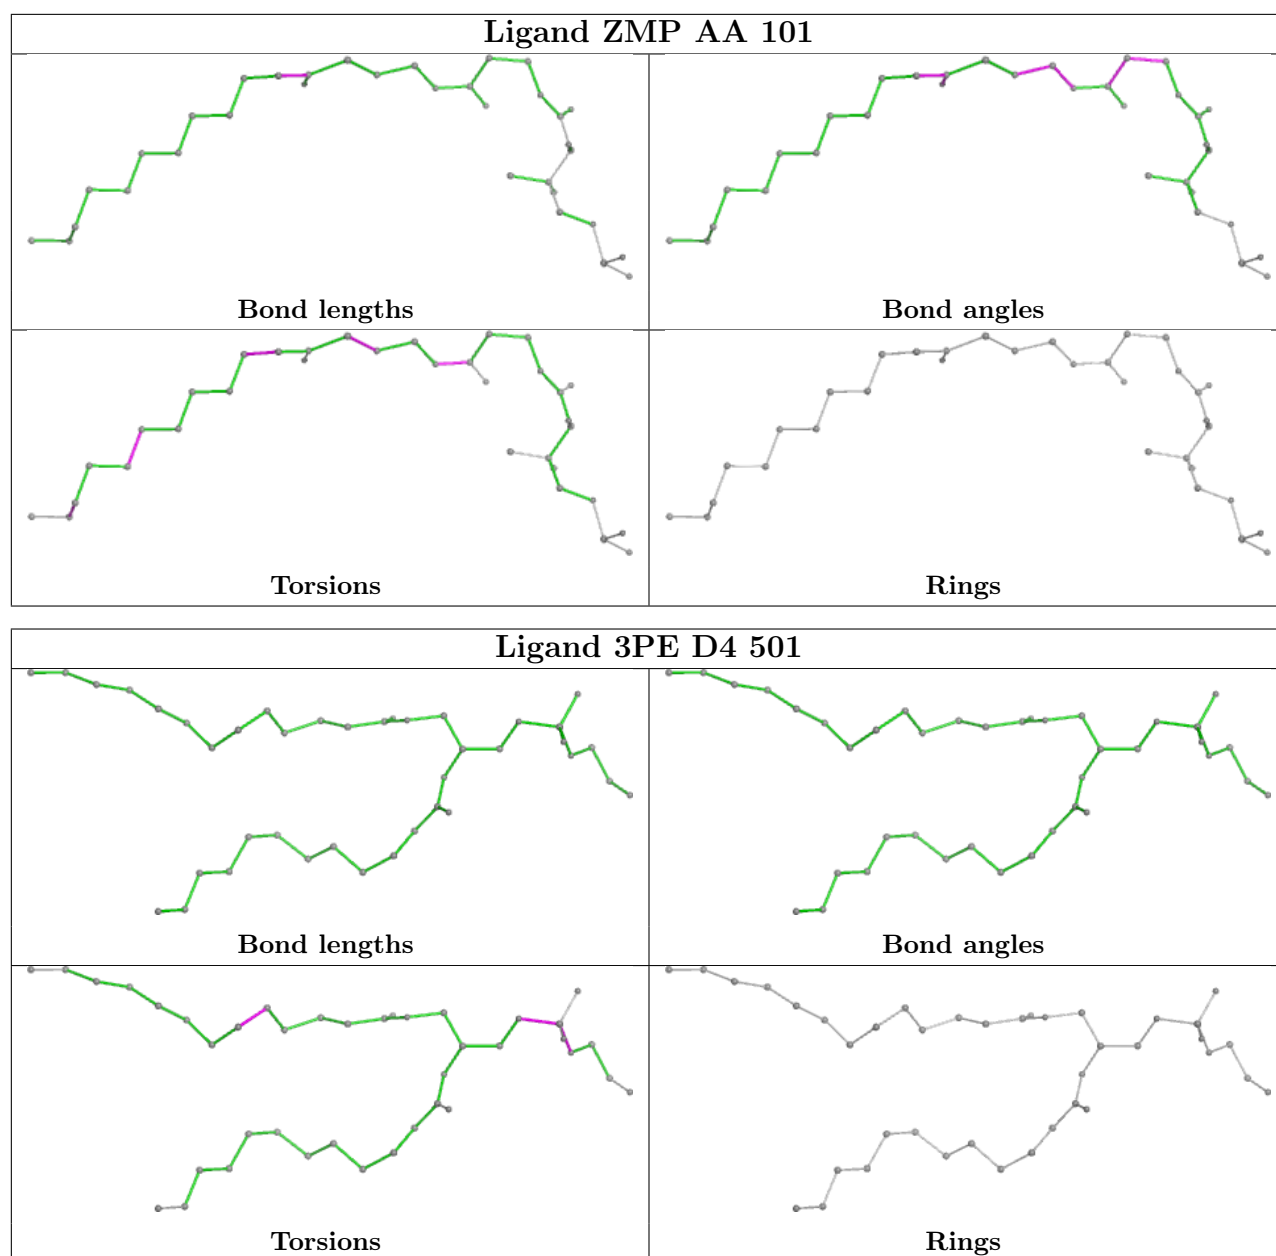 Ligand ZMP AA 101
Bond lengths
Bond angles
Torsions
Rings
Ligand 3PE D4 501
Bond lengths
Bond angles
Torsions
Rings